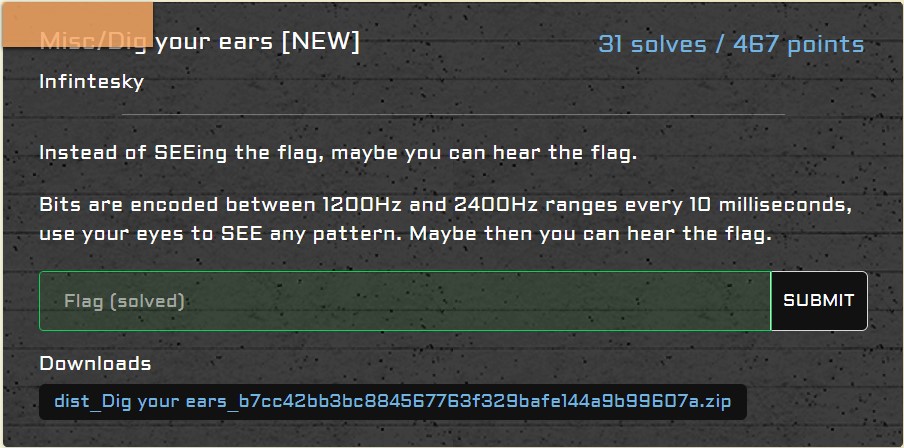 Misc/Dig your ears [NEW]
31 solves / 467 points
Infintesky
Instead of SEEing the flag, maybe you can hear the flag.
Bits are encoded between 1200Hz and 2400Hz ranges every 10 milliseconds,
use your eyes to SEE any pattern. Maybe then you can hear the flag.
Flag (solved)
SUBMIT
Downloads
dist_Dig your ears_b7cc42bb3bc884567763f329bafe144a9b99607a.zip